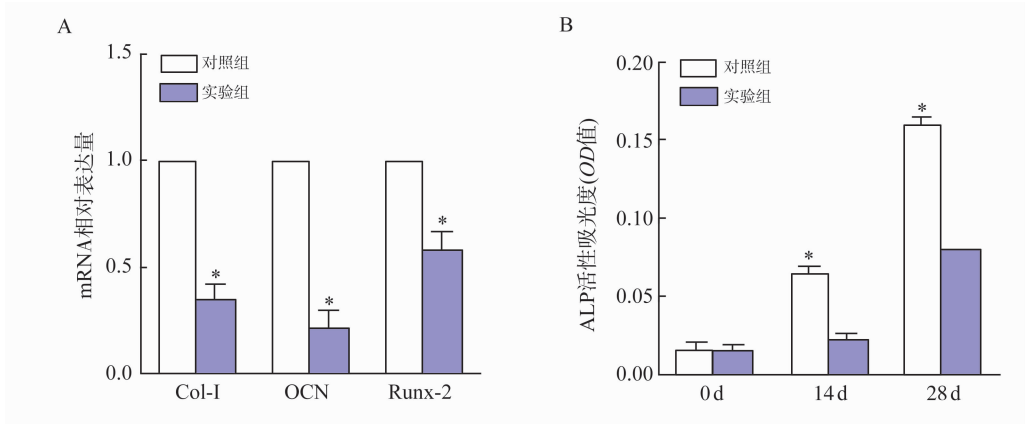 A
1.5
1.0
0.5
0.0
mRNA相对表达量
对照组
实验组
*
*
*
Col-I
OCN
Runx-2
B
0.20
0.15
0.10
0.05
0.00
ALP活性吸光度(OD值)
对照组
实验组
*
*
0 d
14 d
28 d